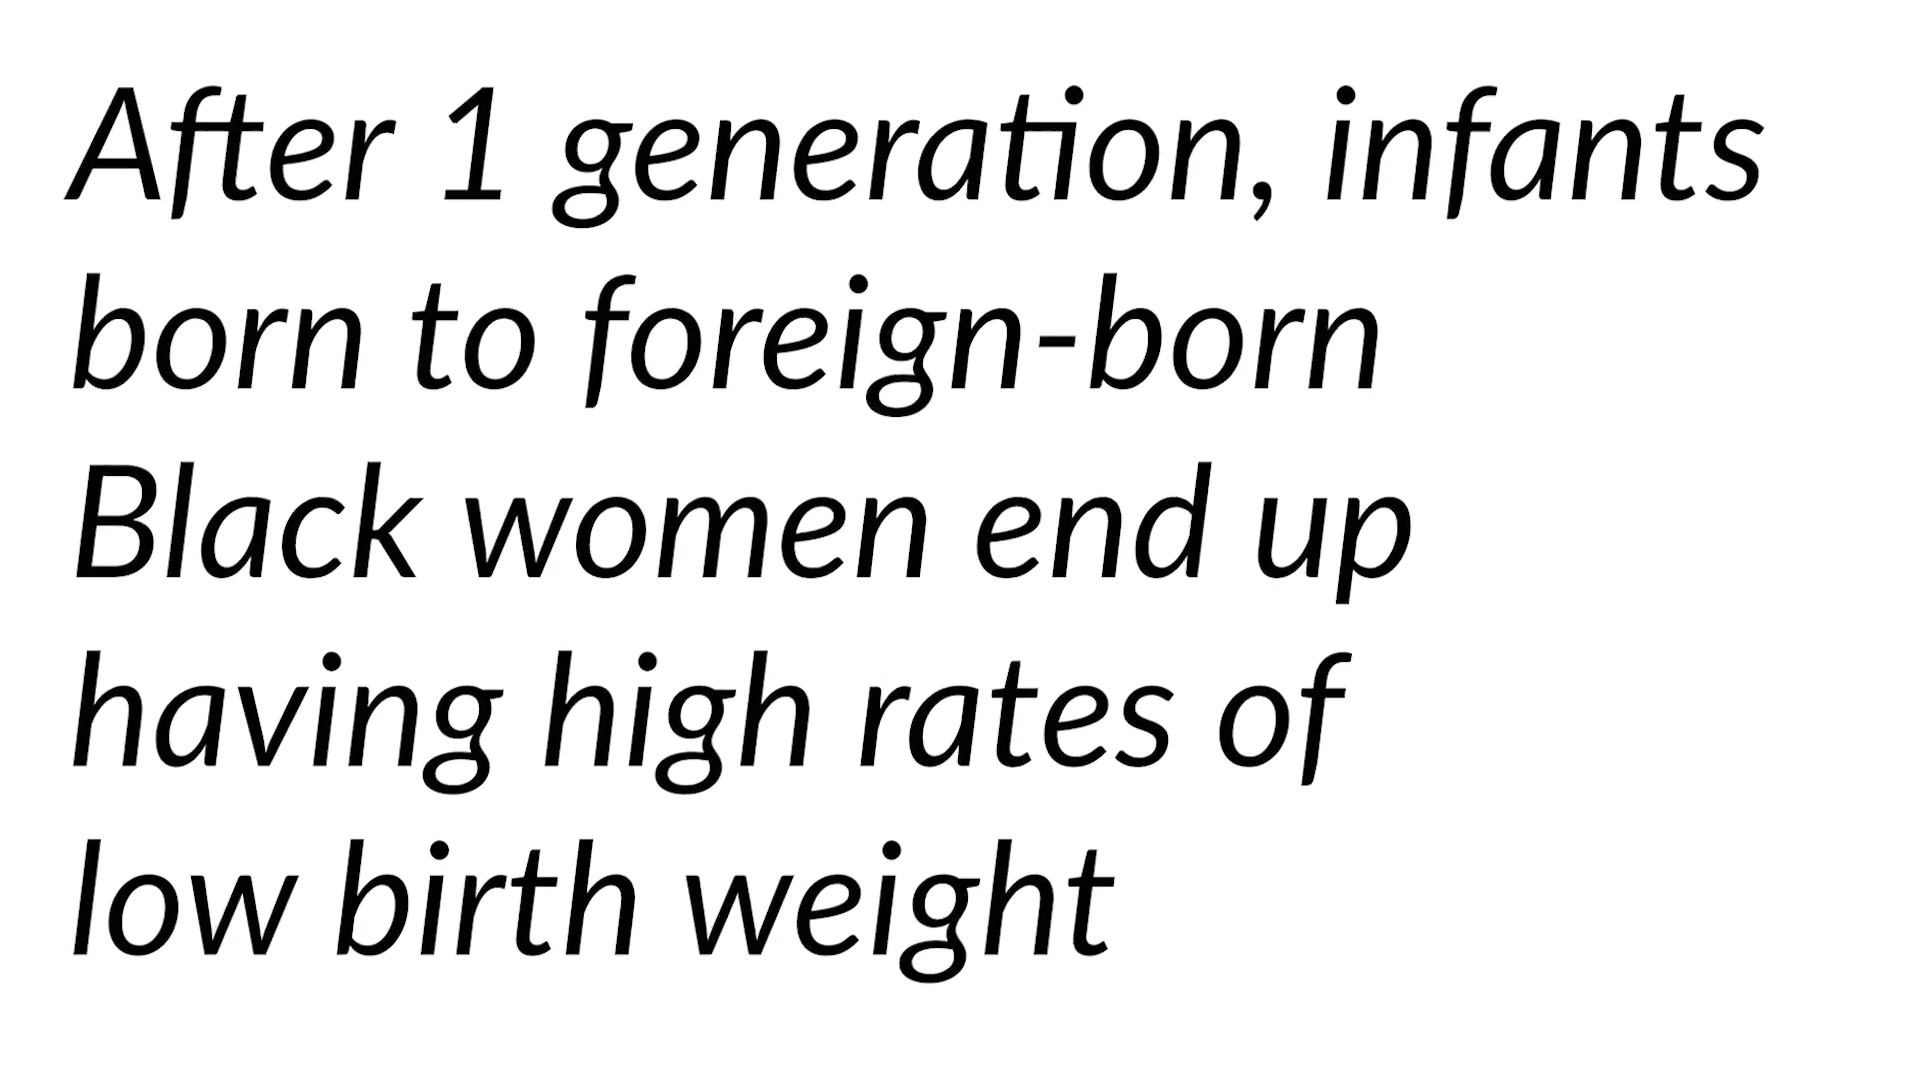 After 1 generation, infants
born to foreign-born
Black women end up
having high rates of
low birth weight